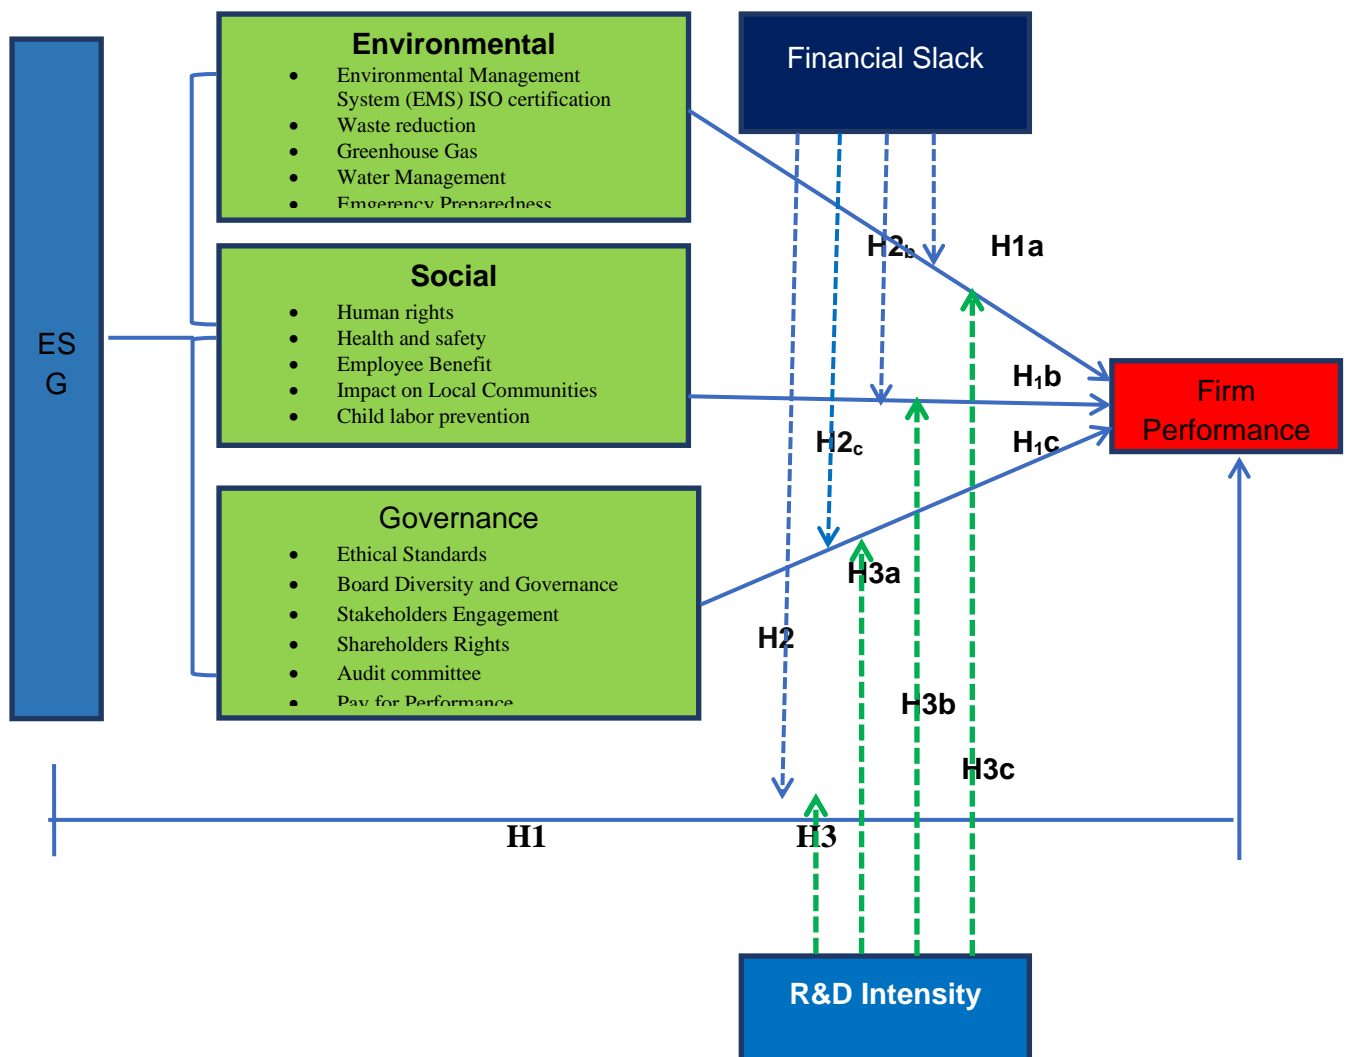 ES
G
Environmental
• Environmental Management
System (EMS) ISO certification
• Waste reduction
• Greenhouse Gas
• Water Management
• Emgerency Preparedness
Social
• Human rights
• Health and safety
• Employee Benefit
• Impact on Local Communities
• Child labor prevention
Governance
• Ethical Standards
• Board Diversity and Governance
• Stakeholders Engagement
• Shareholders Rights
• Audit committee
• Pay for Performance
Financial Slack
H2b
H1a
H1b
H2c
H1c
Firm
Performance
H3a
H2
H3b
H3c
H1
H3
R&D Intensity